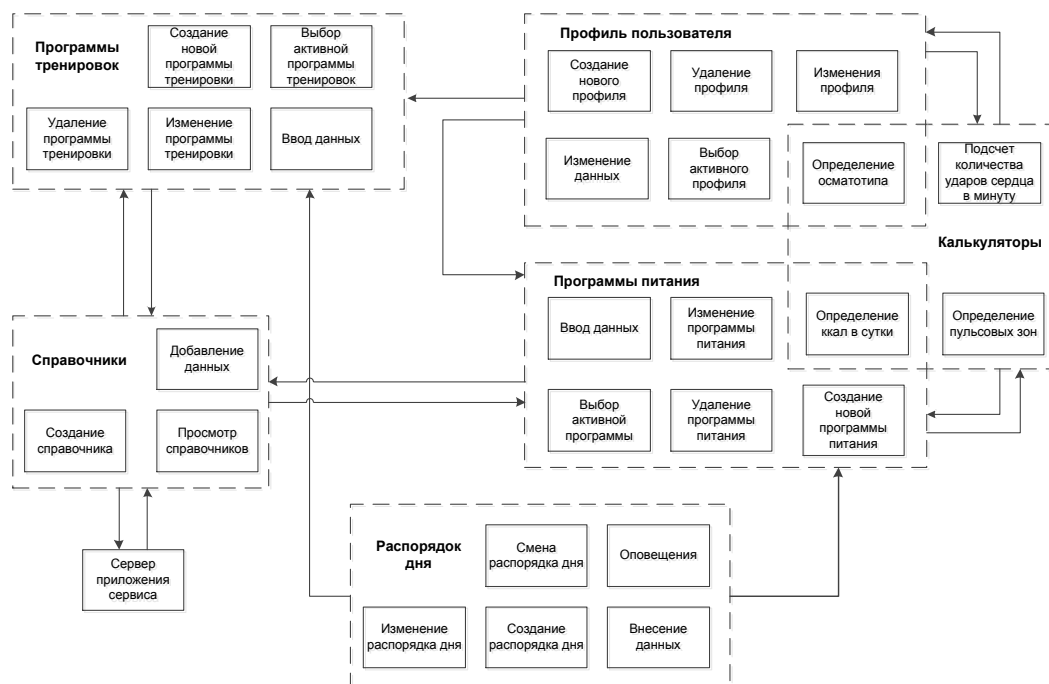 Программы
тренировок
Создание
новой
программы
тренировки
Выбор
активной
программы
тренировок
Удаление
программы
тренировки
Изменение
программы
тренировки
Ввод данных
Профиль пользователя
Создание
нового
профиля
Удаление
профиля
Изменения
профиля
Изменение
данных
Выбор
активного
профиля
Определение
осматотипа
Подсчет
количества
ударов сердца
в минуту
Калькуляторы
Программы питания
Ввод данных
Изменение
программы
питания
Определение
ккал в сутки
Определение
пульсовых зон
Выбор
активной
программы
Удаление
программы
питания
Создание
новой
программы
питания
Справочники
Добавление
данных
Создание
справочника
Просмотр
справочников
Сервер
приложения
сервиса
Распорядок
дня
Смена
распорядка дня
Оповещения
Изменение
распорядка дня
Создание
распорядка дня
Внесение
данных